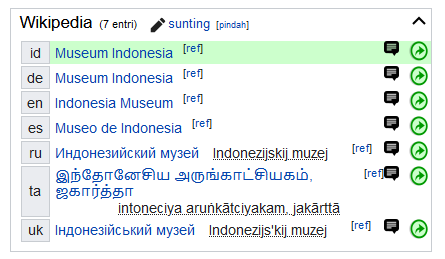 Wikipedia (7 entri) sunting [pindah]
id Museum Indonesia [ref]
de Museum Indonesia [ref]
en Indonesia Museum [ref]
es Museo de Indonesia [ref]
ru Индонезийский музей Indonezijskij muzej [ref]
ta இந்தோனேசிய அருங்காட்சியகம், [ref]
ஜகார்த்தா
intoneciya aruṅkāṭciyakam, jakārttā
uk Індонезійський музей Indonezijs'kij muzej [ref]